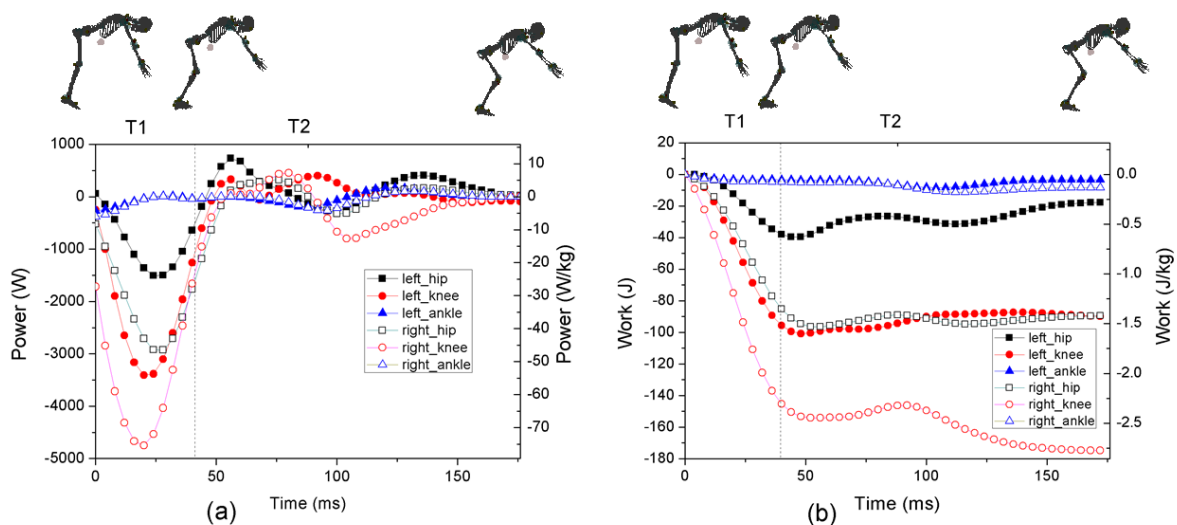 T1 T2
1000
0
-1000
-2000
-3000
-4000
-5000
Power (W)
10
0
-10
-20
-30
-40
-50
-60
-70
Power (W/kg)
left_hip
left_knee
left_ankle
right_hip
right_knee
right_ankle
0 50 100 150
Time (ms)
(a)
T1 T2
20
0
-20
-40
-60
-80
-100
-120
-140
-160
-180
Work (J)
0.0
-0.5
-1.0
-1.5
-2.0
-2.5
Work (J/kg)
left_hip
left_knee
left_ankle
right_hip
right_knee
right_ankle
0 50 100 150
Time (ms)
(b)